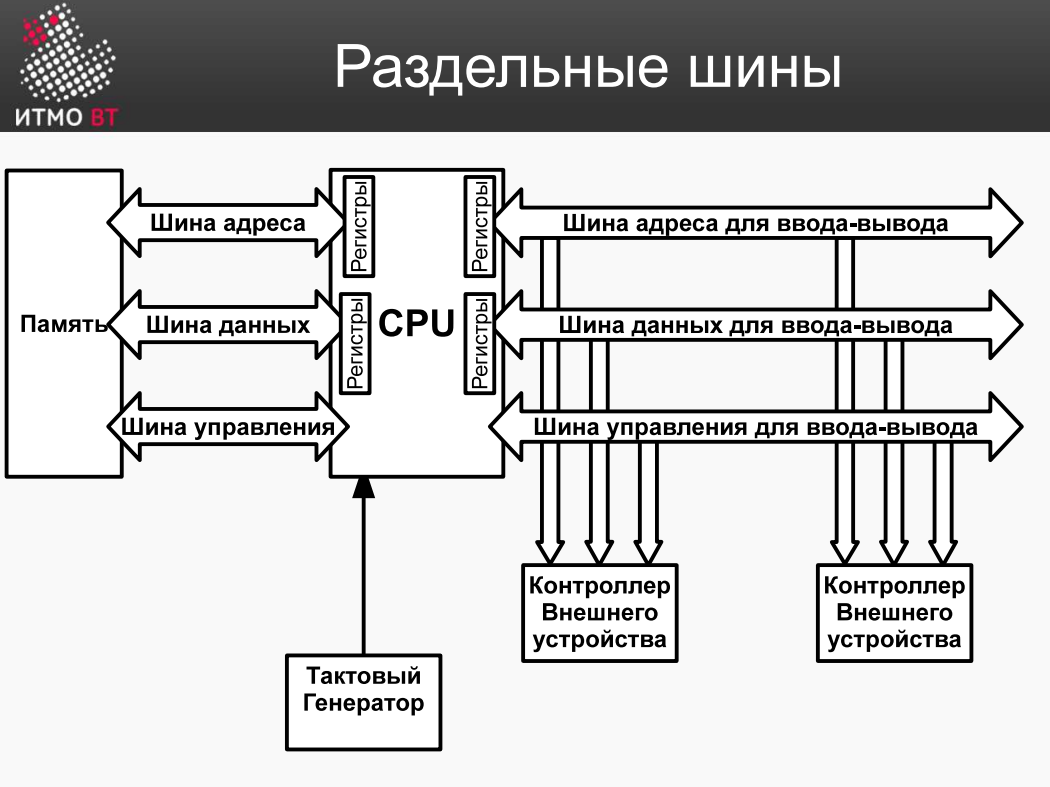 ИТМО ВТ
Раздельные шины
Регистры
Регистры
Шина адреса
Шина адреса для ввода-вывода
Память
Шина данных
Регистры
CPU
Регистры
Шина данных для ввода-вывода
Шина управления
Шина управления для ввода-вывода
Контроллер
Внешнего
устройства
Контроллер
Внешнего
устройства
Тактовый
Генератор